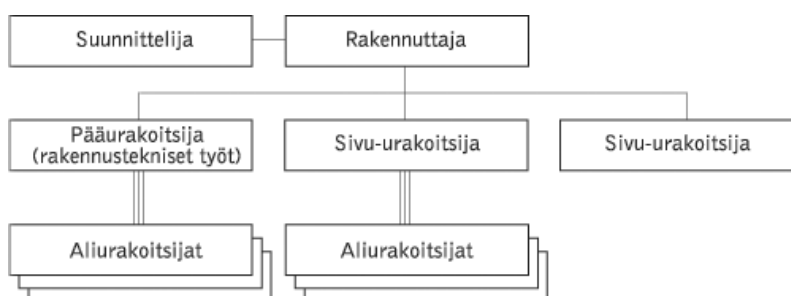 Suunnittelija
Rakennuttaja
Pääurakoitsija
(rakennustekniset työt)
Sivu-urakoitsija
Sivu-urakoitsija
Aliurakoitsijat
Aliurakoitsijat